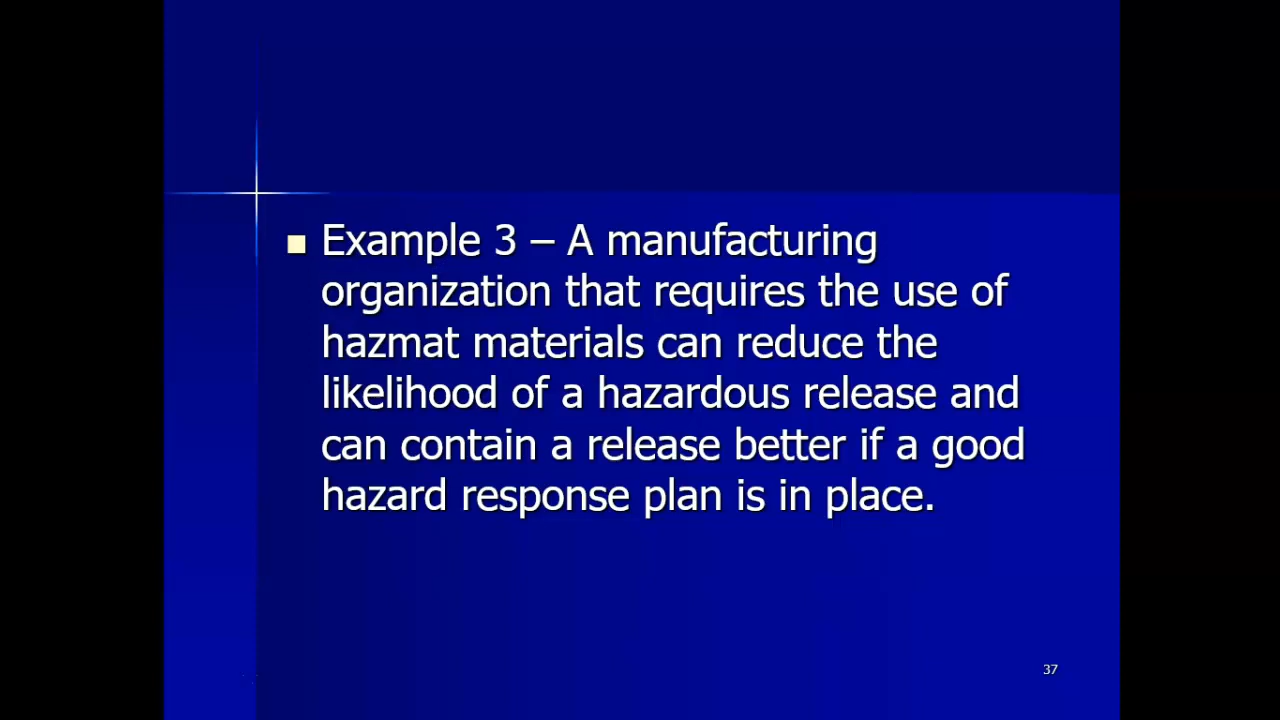 Example 3 – A manufacturing
organization that requires the use of
hazmat materials can reduce the
likelihood of a hazardous release and
can contain a release better if a good
hazard response plan is in place.
37